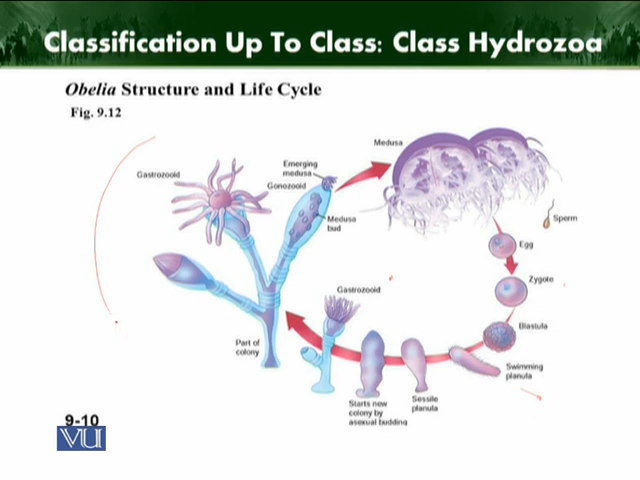 Classification Up To Class: Class Hydrozoa
Obelia Structure and Life Cycle
Fig. 9.12
Medusa
Emerging
medusa
Gastrozooid
Gonozooid
Medusa
bud
Sperm
Egg
Zygote
Gastrozooid
Blastula
Part of
colony
Swimming
planula
Sessile
planula
Starts new
colony by
asexual budding
9-10
VU